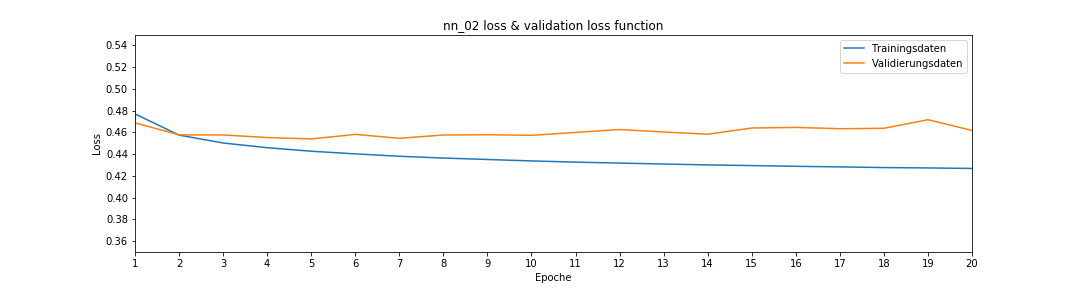 nn_02 loss & validation loss function
Trainingsdaten
Validierungsdaten
Loss
0.54
0.52
0.50
0.48
0.46
0.44
0.42
0.40
0.38
0.36
1 2 3 4 5 6 7 8 9 10 11 12 13 14 15 16 17 18 19 20
Epoche